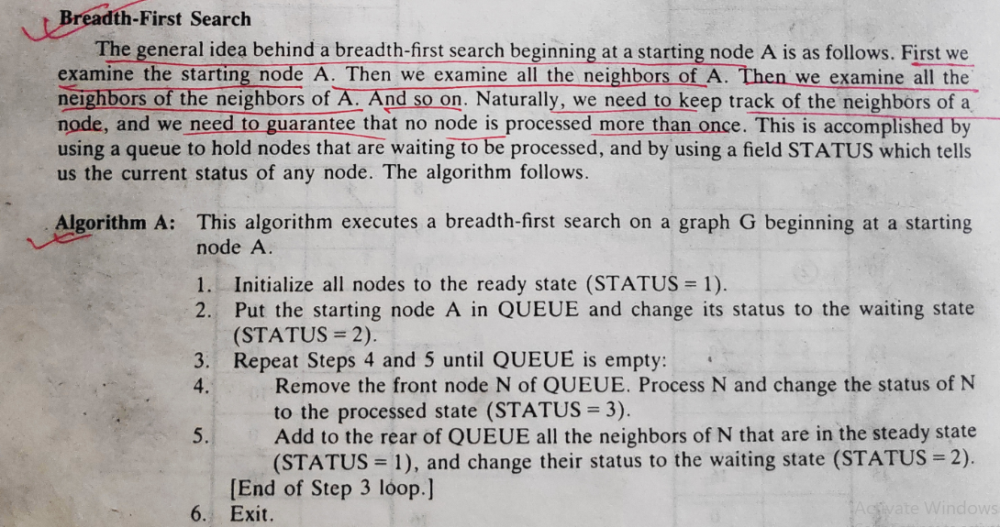 Breadth-First Search
The general idea behind a breadth-first search beginning at a starting node A is as follows. First we
examine the starting node A. Then we examine all the neighbors of A. Then we examine all the
neighbors of the neighbors of A. And so on. Naturally, we need to keep track of the neighbors of a
node, and we need to guarantee that no node is processed more than once. This is accomplished by
using a queue to hold nodes that are waiting to be processed, and by using a field STATUS which tells
us the current status of any node. The algorithm follows.
Algorithm A: This algorithm executes a breadth-first search on a graph G beginning at a starting
node A.
1. Initialize all nodes to the ready state (STATUS = 1).
2. Put the starting node A in QUEUE and change its status to the waiting state
(STATUS = 2).
3. Repeat Steps 4 and 5 until QUEUE is empty:
4. Remove the front node N of QUEUE. Process N and change the status of N
to the processed state (STATUS = 3).
5. Add to the rear of QUEUE all the neighbors of N that are in the steady state
(STATUS = 1), and change their status to the waiting state (STATUS = 2).
[End of Step 3 loop.]
6. Exit.
Activate Windows